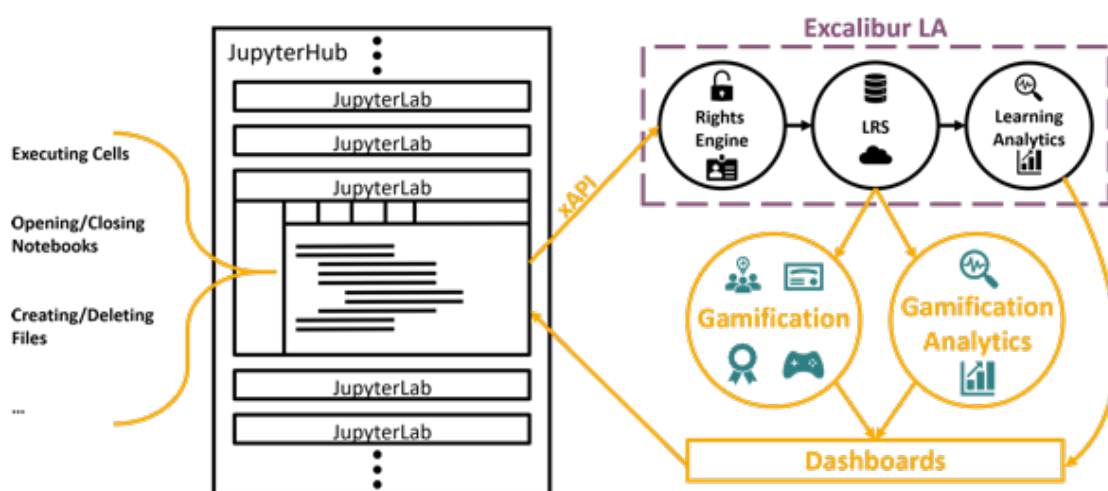 Executing Cells
Opening/Closing
Notebooks
Creating/Deleting
Files
...
JupyterHub
JupyterLab
JupyterLab
JupyterLab
JupyterLab
JupyterLab
xAPI
Excalibur LA
Rights
Engine
LRS
Learning
Analytics
Gamification
Gamification
Analytics
Dashboards